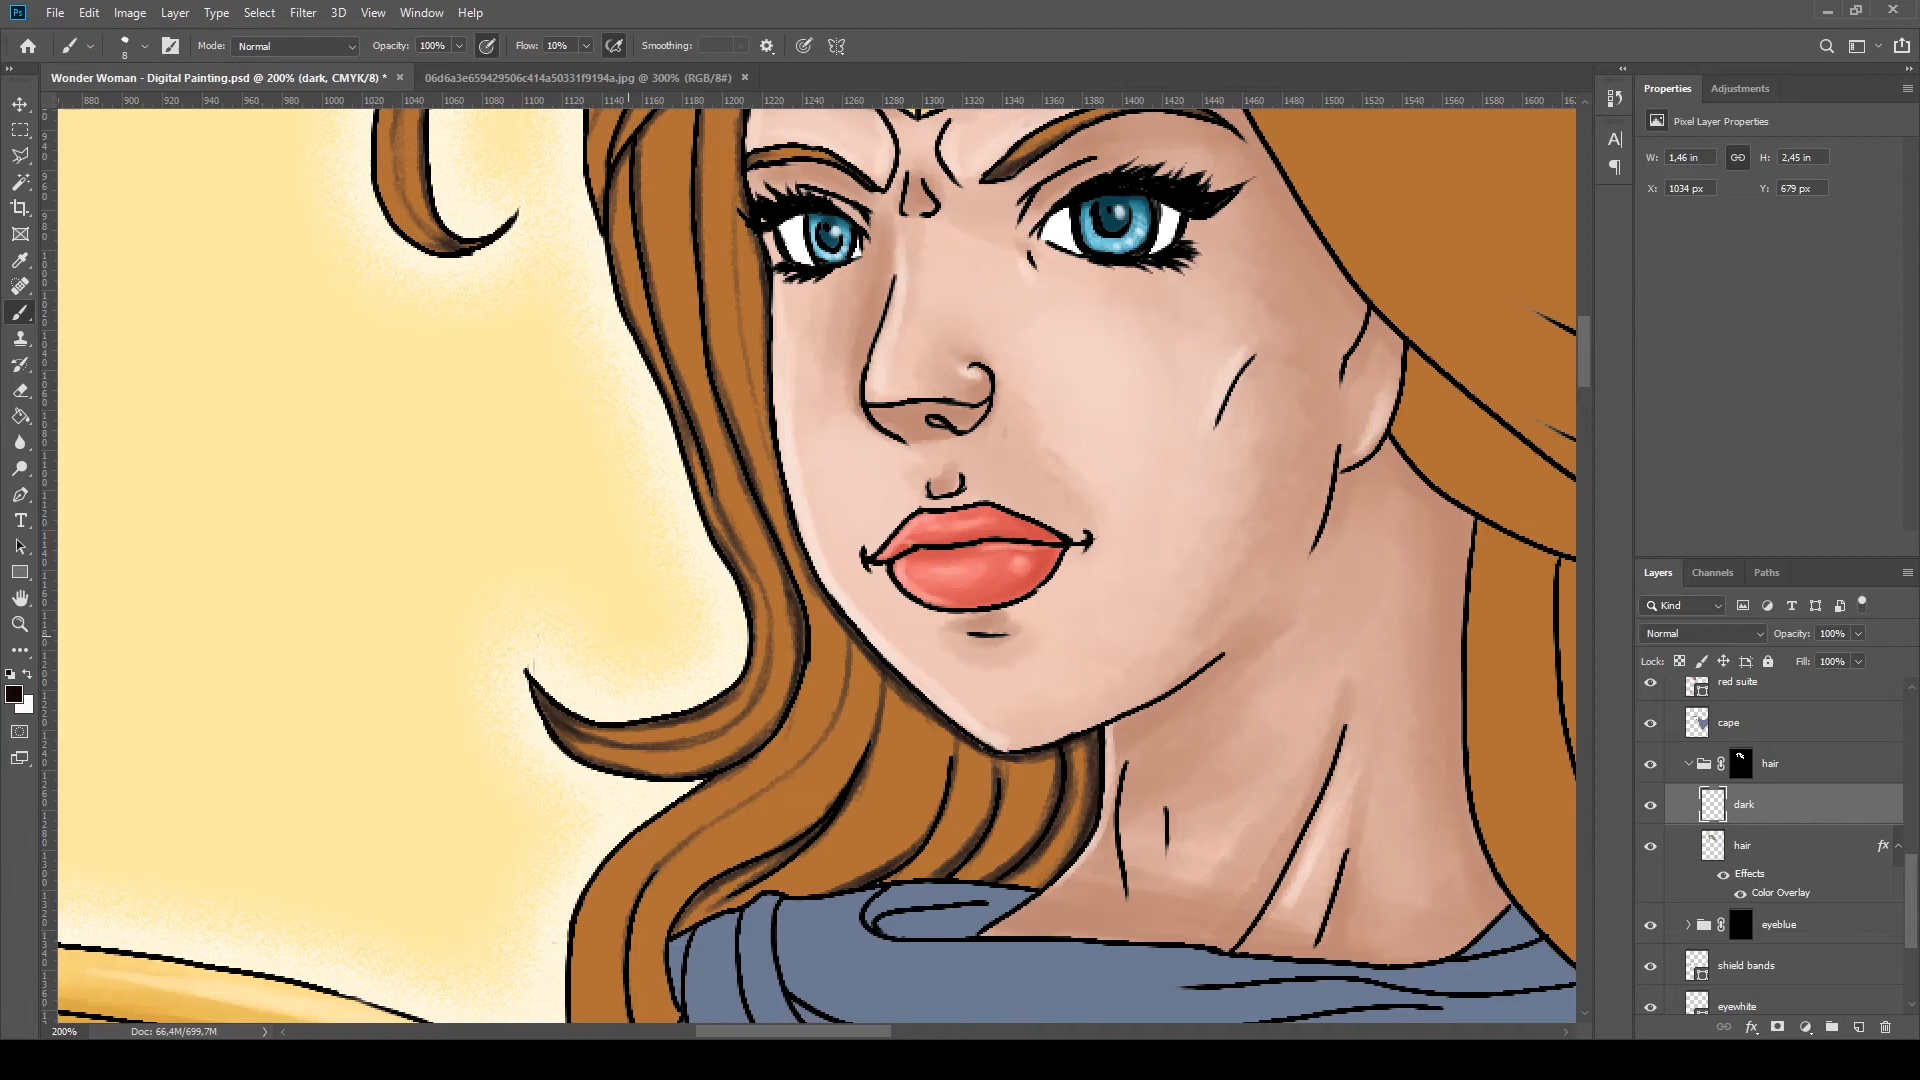 Ps File Edit Image Layer Type Select Filter 3D View Window Help
8 Mode: Normal Opacity: 100% Flow: 10% Smoothing:
Wonder Woman - Digital Painting.psd @ 200% (dark, CMYK/8) * × 06d6a3e659429506c414a50331f9194a.jpg @ 300% (RGB/8#) ×
880 900 920 940 960 980 1000 1020 1040 1060 1080 1100 1120 1140 1160 1180 1200 1220 1240 1260 1280 1300 1320 1340 1360 1380 1400 1420 1440 1460 1480 1500 1520 1540 1560 1580 1600
Properties Adjustments
Pixel Layer Properties
W: 1,46 in H: 2,45 in
X: 1034 px Y: 679 px
Layers Channels Paths
Kind
Normal Opacity: 100%
Lock: Fill: 100%
red suite
cape
hair
dark
hair fx
Effects
Color Overlay
eyeblue
shield bands
eyewhite
200% Doc: 66,4M/699,7M